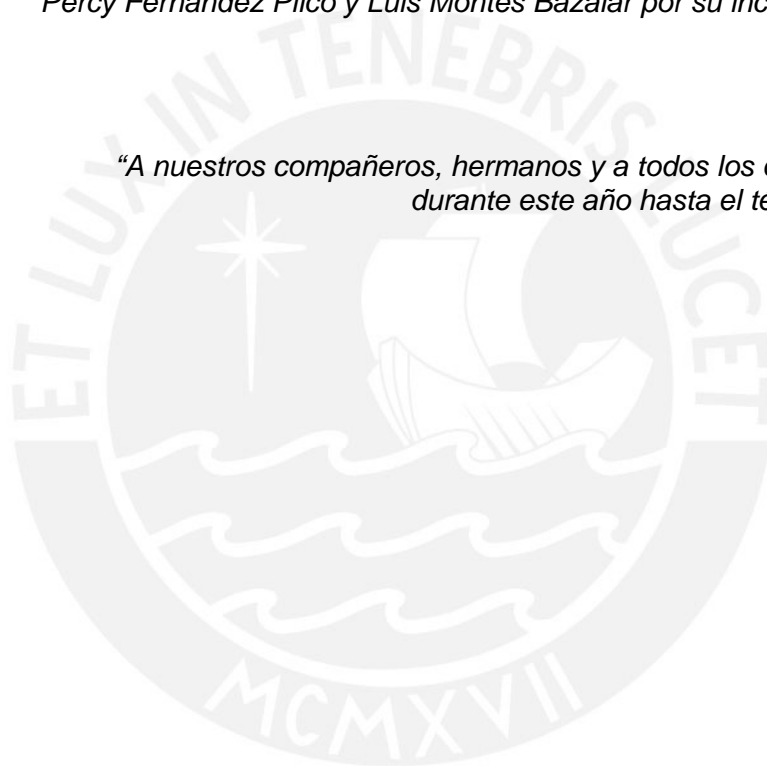 Percy Fernández Pilco y Luis Montes Bazalar por su
“A nuestros compañeros, hermanos y a todos los
durante este año hasta el
ET LUX IN TENEBRIS LUCET
MCMXVII